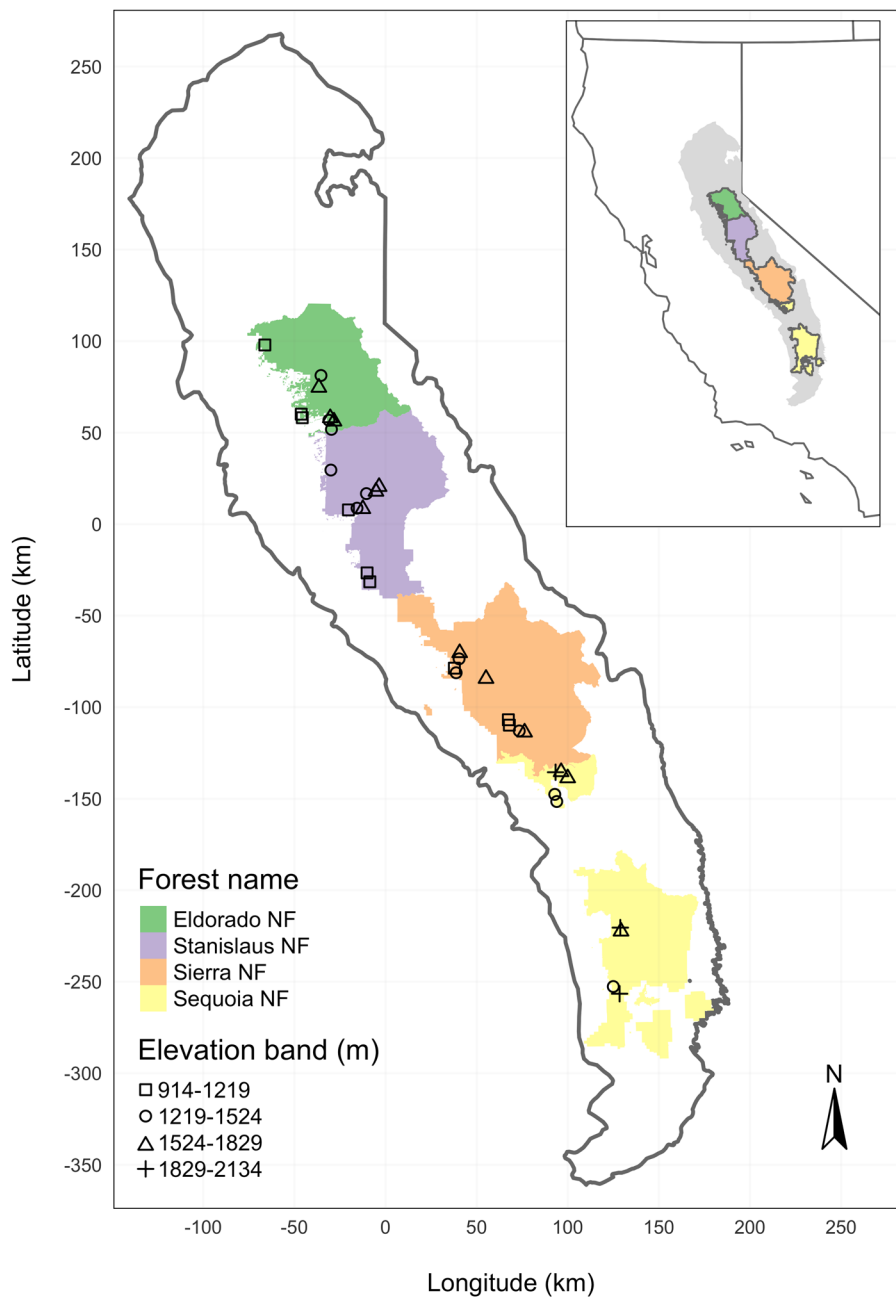 250
200
150
100
50
0
-50
-100
-150
-200
-250
-300
-350
Latitude (km)
Forest name
Eldorado NF
Stanislaus NF
Sierra NF
Sequoia NF
Elevation band (m)
914-1219
1219-1524
1524-1829
1829-2134
N
-100 -50 0 50 100 150 200 250
Longitude (km)